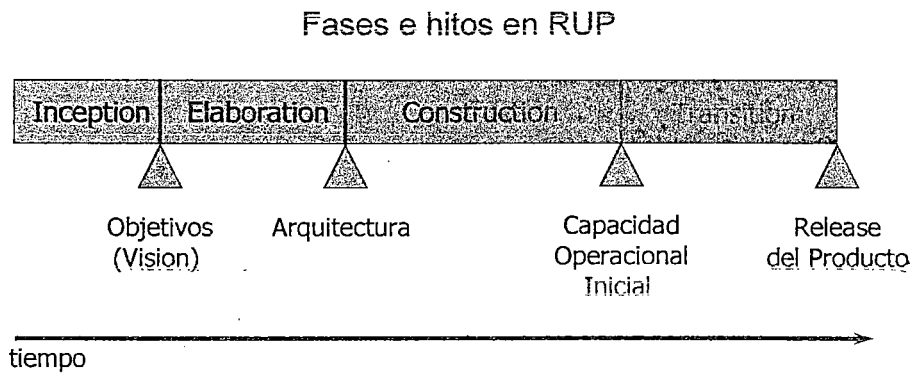 Fases e hitos en RUP
Inception Elaboration Construction Transition
Objetivos
(Vision)
Arquitectura
Capacidad
Operacional
Inicial
Release
del Producto
tiempo